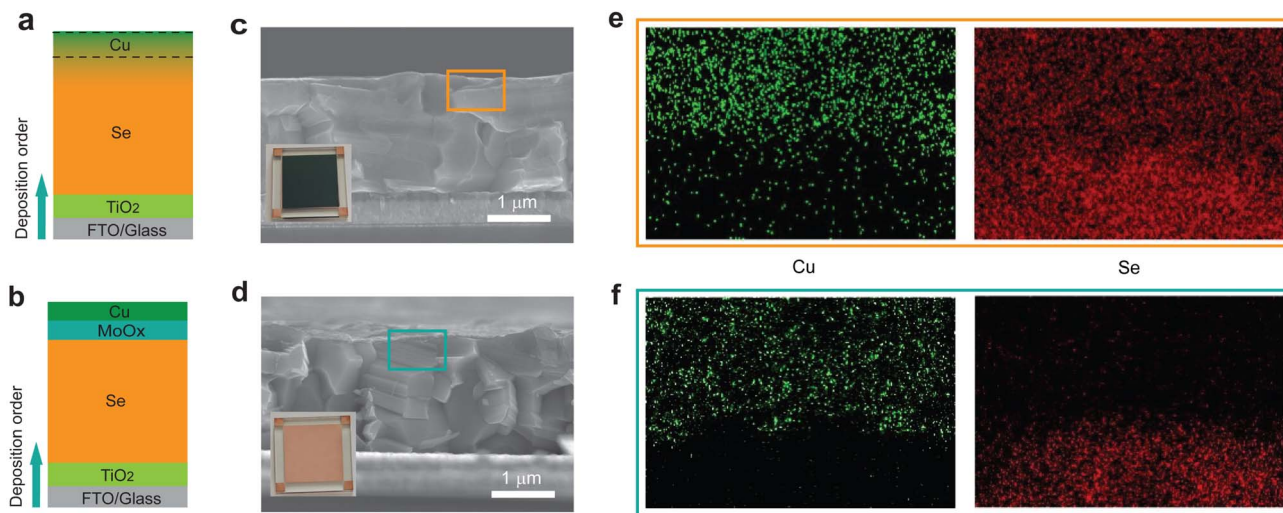 a
Cu
Se
TiO2
FTO/Glass
Deposition order
c
1 μm
e
Cu
Se
b
Cu
MoOx
Se
TiO2
FTO/Glass
Deposition order
d
1 μm
f